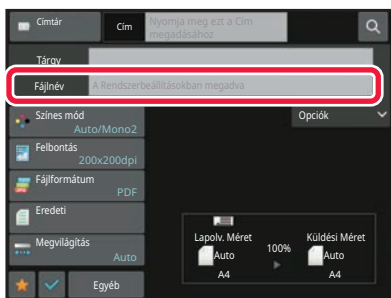 Címtár
Cím
Nyomja meg ezt a Cím
megadásához
Tárgy
Fájlnév
A Rendszerbeállításokban megadva
Színes mód
Auto/Mono2
Opciók
Felbontás
200x200dpi
Fájlformátum
PDF
Eredeti
Megvilágítás
Auto
Lapolv. Méret
Auto
A4
100%
Küldési Méret
Auto
A4
Egyéb